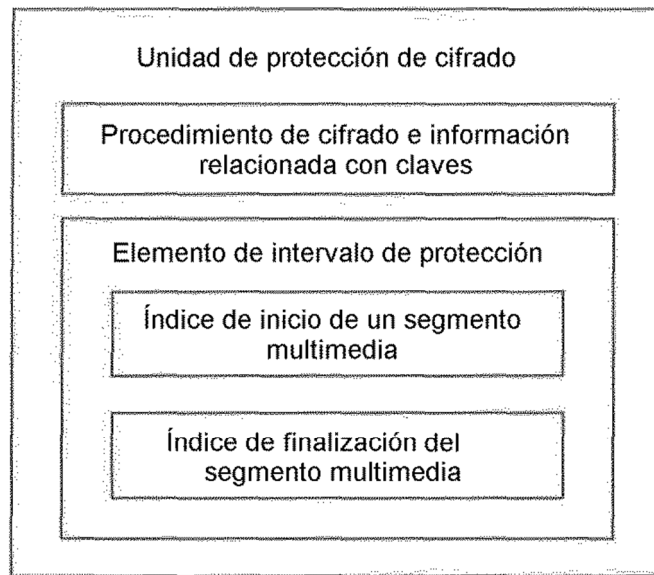 Unidad de protección de cifrado
Procedimiento de cifrado e información
relacionada con claves
Elemento de intervalo de protección
Índice de inicio de un segmento
multimedia
Índice de finalización del
segmento multimedia